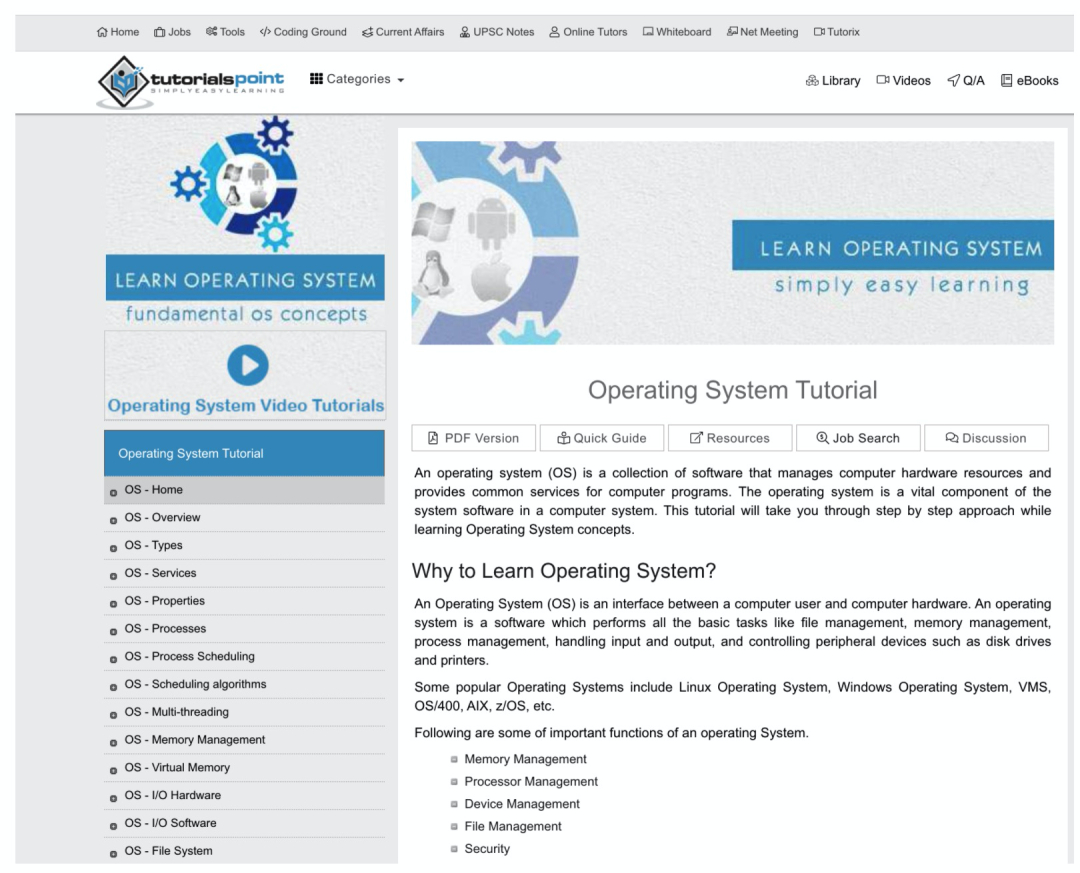 Home Jobs Tools Coding Ground Current Affairs UPSC Notes Online Tutors Whiteboard Net Meeting Tutorix
tutorialspoint
SIMPLYEASYLEARNING
Categories
Library Videos Q/A eBooks
LEARN OPERATING SYSTEM
fundamental os concepts
Operating System Video Tutorials
Operating System Tutorial
OS - Home
OS - Overview
OS - Types
OS - Services
OS - Properties
OS - Processes
OS - Process Scheduling
OS - Scheduling algorithms
OS - Multi-threading
OS - Memory Management
OS - Virtual Memory
OS - I/O Hardware
OS - I/O Software
OS - File System
LEARN OPERATING SYSTEM
simply easy learning
Operating System Tutorial
PDF Version Quick Guide Resources Job Search Discussion
An operating system (OS) is a collection of software that manages computer hardware resources and
provides common services for computer programs. The operating system is a vital component of the
system software in a computer system. This tutorial will take you through step by step approach while
learning Operating System concepts.
Why to Learn Operating System?
An Operating System (OS) is an interface between a computer user and computer hardware. An operating
system is a software which performs all the basic tasks like file management, memory management,
process management, handling input and output, and controlling peripheral devices such as disk drives
and printers.
Some popular Operating Systems include Linux Operating System, Windows Operating System, VMS,
OS/400, AIX, z/OS, etc.
Following are some of important functions of an operating System.
Memory Management
Processor Management
Device Management
File Management
Security